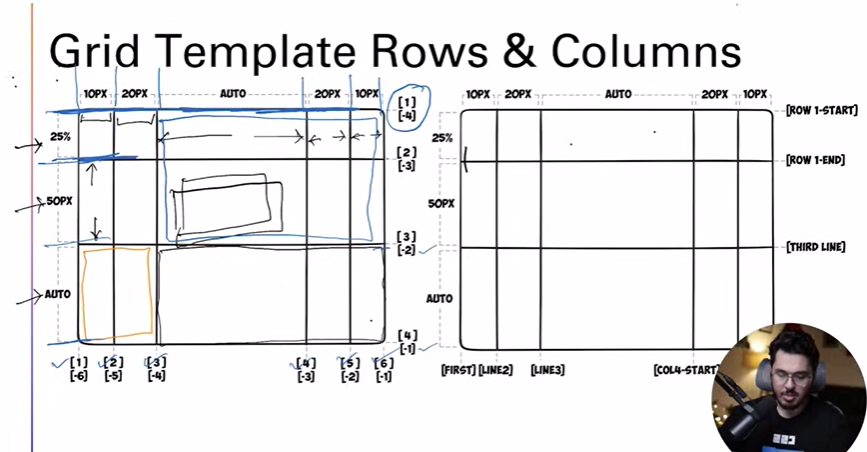 Grid Template Rows & Columns
10PX 20PX AUTO 20PX 10PX
[1]
[-4]
25%
[2]
[-3]
50PX
[3]
[-2]
AUTO
[4]
[-1]
[1] [2] [3] [4] [5] [6]
[-6] [-5] [-4] [-3] [-2] [-1]
10PX 20PX AUTO 20PX 10PX
[ROW 1-START]
25%
[ROW 1-END]
50PX
[THIRD LINE]
AUTO
[FIRST] [LINE2] [LINE3] [COL4-START]